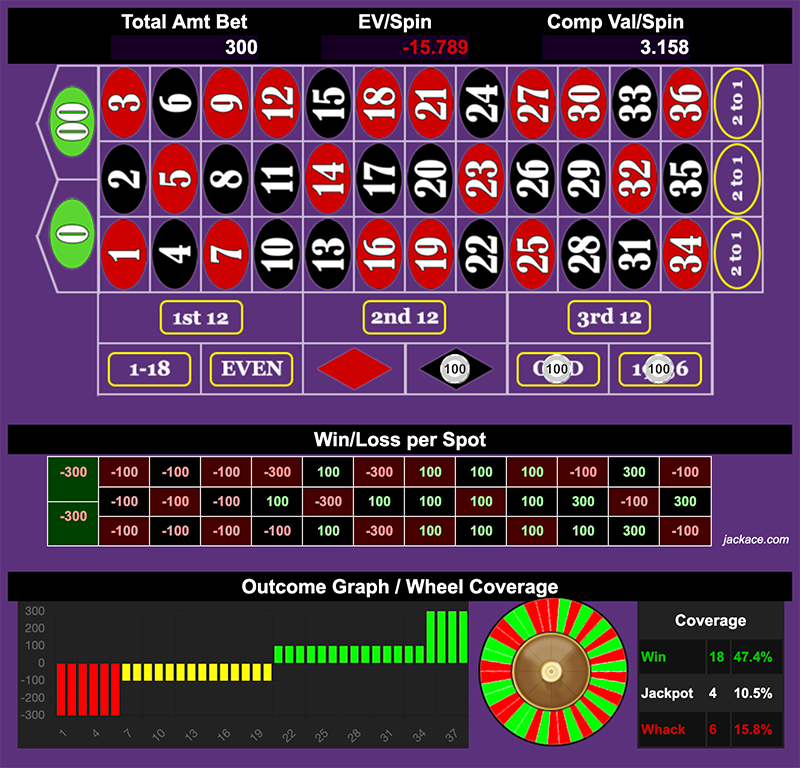 Total Amt Bet EV/Spin Comp Val/Spin
300 -15.789 3.158
00 3 6 9 12 15 18 21 24 27 30 33 36 2 to 1
2 5 8 11 14 17 20 23 26 29 32 35 2 to 1
0 1 4 7 10 13 16 19 22 25 28 31 34 2 to 1
1st 12 2nd 12 3rd 12
1-18 EVEN 100 100 100
Win/Loss per Spot
-300 -100 -100 -100 -300 100 -300 100 100 100 -100 300 -100
-100 -100 -100 100 -300 100 100 100 100 300 -100 300
-300 -100 -100 -100 -100 100 -300 100 100 100 100 300 -100
jackace.com
Outcome Graph / Wheel Coverage
300
200
100
0
-100
-200
-300
1 4 7 10 13 16 19 22 25 28 31 34 37
Coverage
Win 18 47.4%
Jackpot 4 10.5%
Whack 6 15.8%